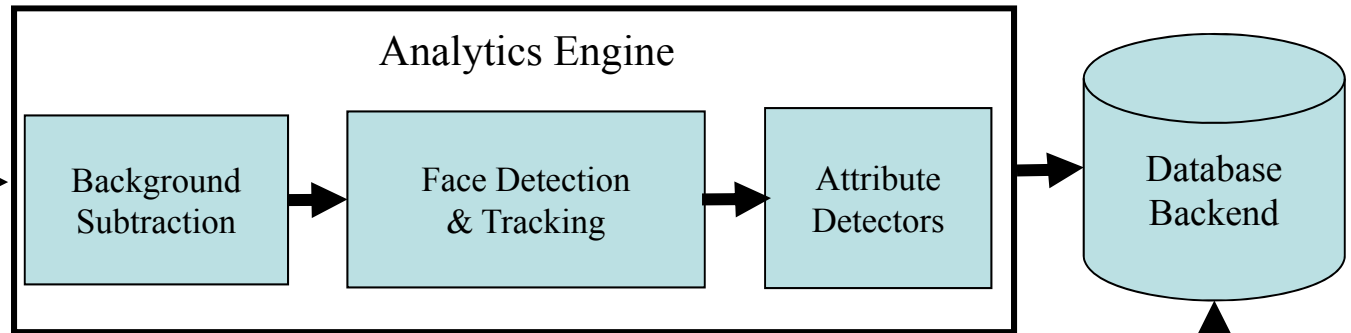 Analytics Engine
Background
Subtraction
Face Detection
& Tracking
Attribute
Detectors
Database
Backend